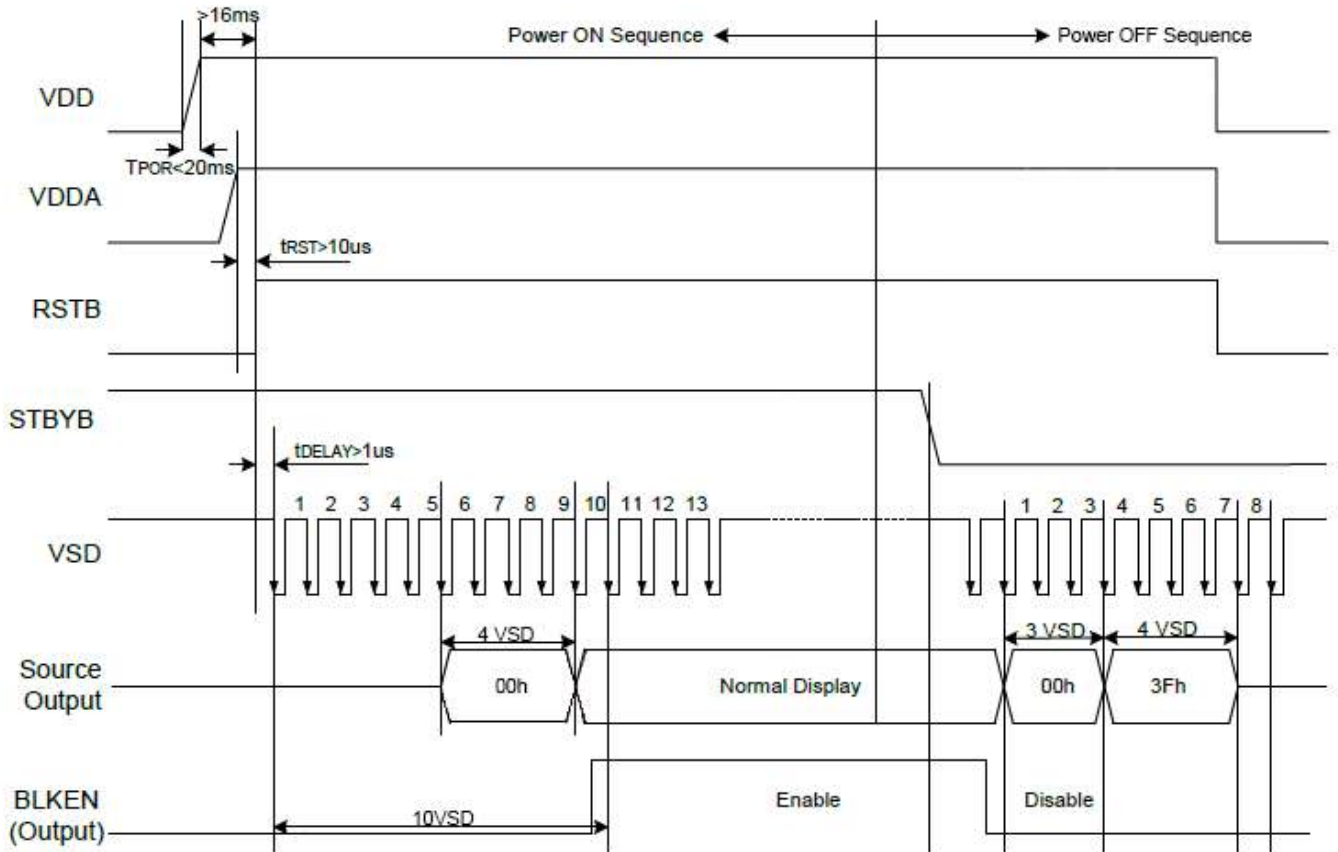 >16ms
Power ON Sequence
Power OFF Sequence
VDD
TPOR<20ms
VDDA
tRST>10us
RSTB
STBYB
tDELAY>1us
1 2 3 4 5 6 7 8 9 10 11 12 13
1 2 3 4 5 6 7 8
VSD
4 VSD
3 VSD
4 VSD
Source
Output
00h
Normal Display
00h
3Fh
BLKEN
(Output)
10VSD
Enable
Disable